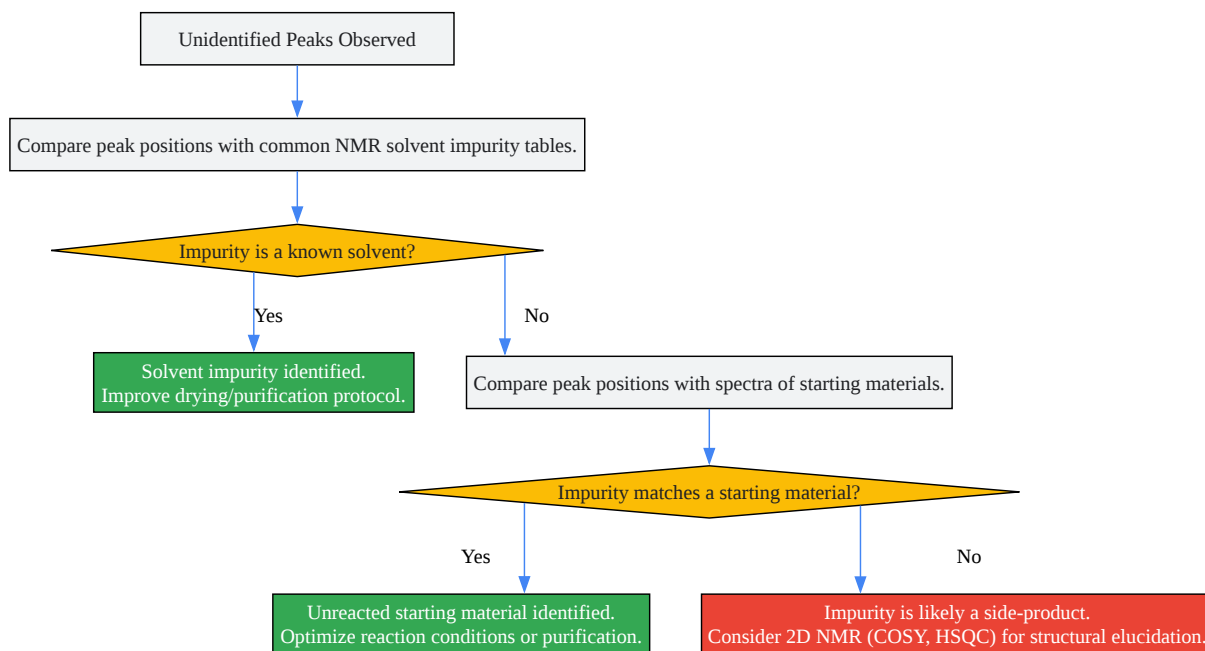 Unidentified Peaks Observed
Compare peak positions with common NMR solvent impurity tables.
Impurity is a known solvent?
Yes
No
Solvent impurity identified.
Improve drying/purification protocol.
Compare peak positions with spectra of starting materials.
Impurity matches a starting material?
Yes
No
Unreacted starting material identified.
Optimize reaction conditions or purification.
Impurity is likely a side-product.
Consider 2D NMR (COSY, HSQC) for structural elucidation.